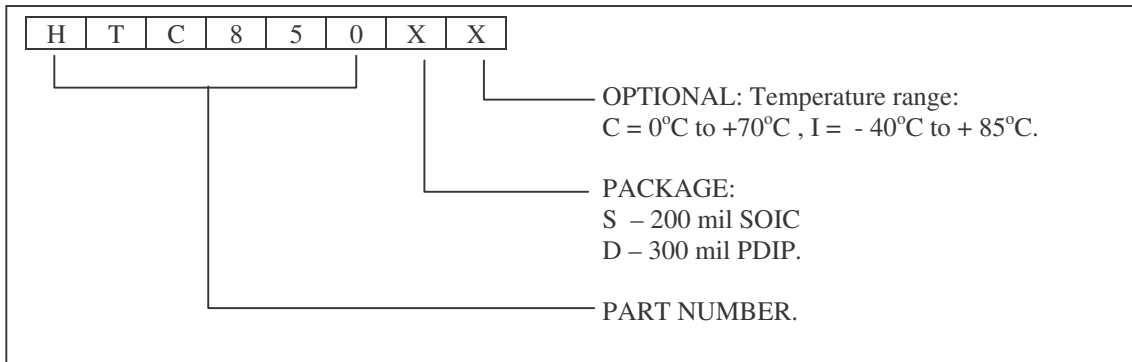 H T C 8 5 0 X X
OPTIONAL: Temperature range:
C = 0°C to +70°C , I = - 40°C to + 85°C.
PACKAGE:
S – 200 mil SOIC
D – 300 mil PDIP.
PART NUMBER.